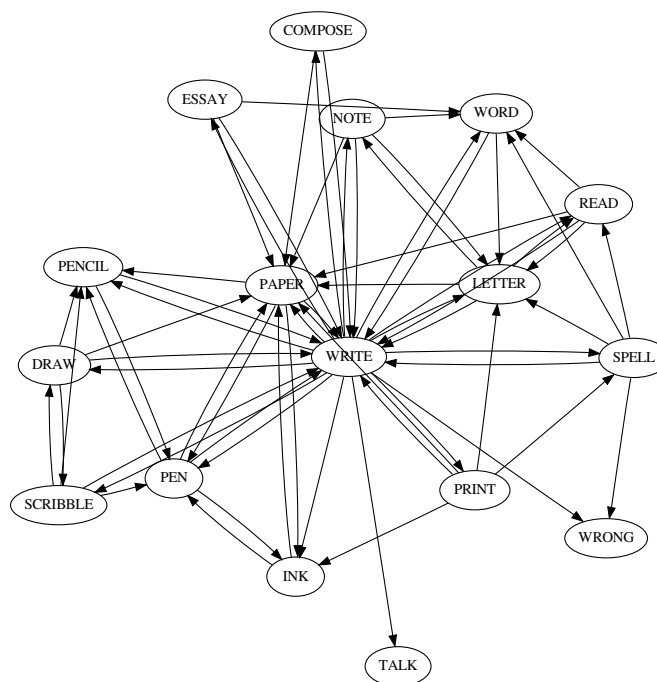 COMPOSE
ESSAY
NOTE
WORD
READ
PENCIL
PAPER
LETTER
DRAW
WRITE
SPELL
SCRIBBLE
PEN
PRINT
WRONG
INK
TALK